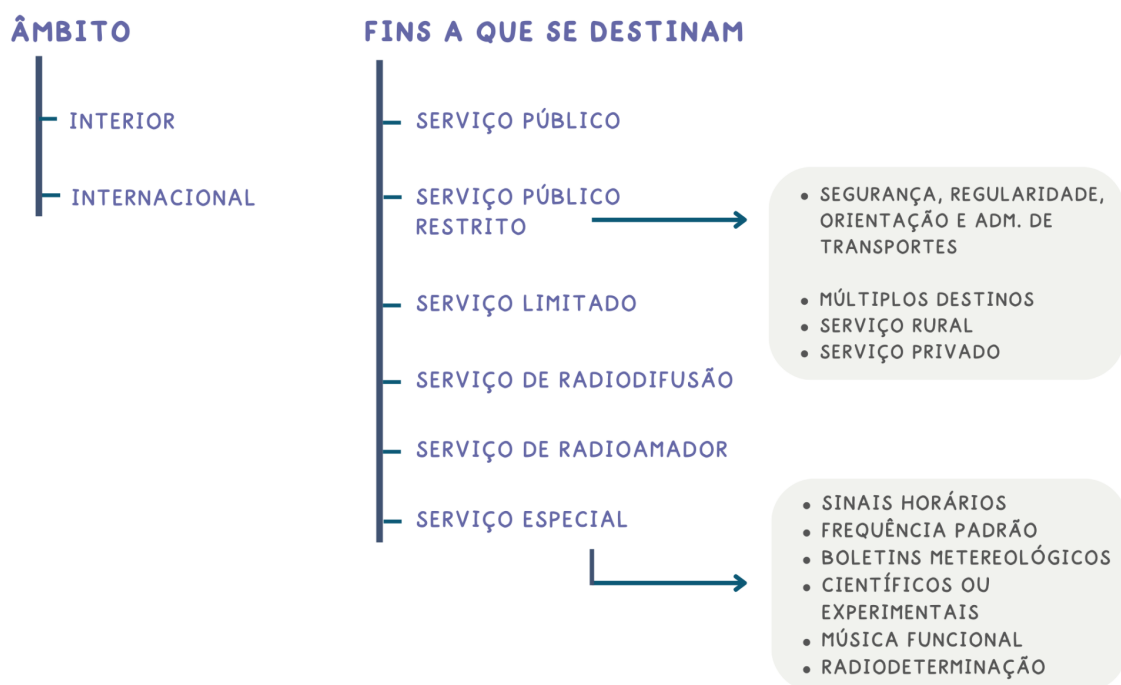 ÂMBITO
INTERIOR
INTERNACIONAL
FINS A QUE SE DESTINAM
SERVIÇO PÚBLICO
SERVIÇO PÚBLICO
RESTRITO
• SEGURANÇA, REGULARIDADE,
ORIENTAÇÃO E ADM. DE
TRANSPORTES
• MÚLTIPLOS DESTINOS
• SERVIÇO RURAL
• SERVIÇO PRIVADO
SERVIÇO LIMITADO
SERVIÇO DE RADIODIFUSÃO
SERVIÇO DE RADIOAMADOR
SERVIÇO ESPECIAL
• SINAIS HORÁRIOS
• FREQUÊNCIA PADRÃO
• BOLETINS METEREOLÓGICOS
• CIENTÍFICOS OU
EXPERIMENTAIS
• MÚSICA FUNCIONAL
• RADIODETERMINAÇÃO